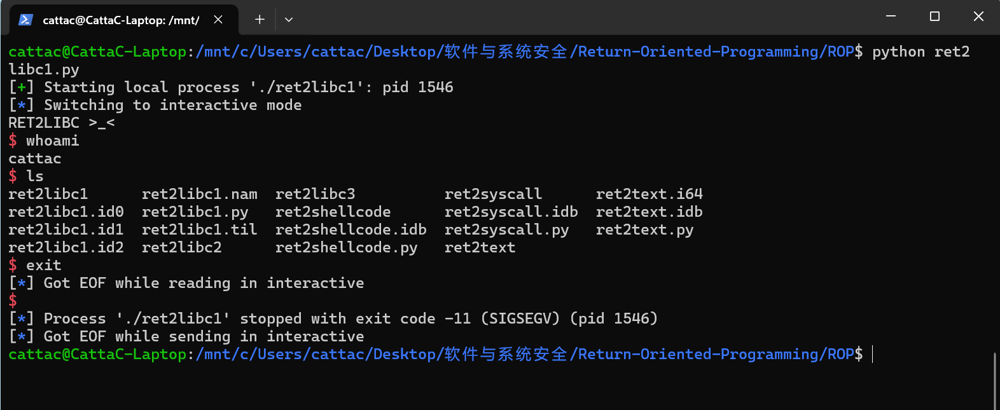 cattac@CattaC-Laptop: /mnt/
cattac@CattaC-Laptop:/mnt/c/Users/cattac/Desktop/软件与系统安全/Return-Oriented-Programming/ROP$ python ret2
libc1.py
[+] Starting local process './ret2libc1': pid 1546
[*] Switching to interactive mode
RET2LIBC >_<
$ whoami
cattac
$ ls
ret2libc1      ret2libc1.nam  ret2libc3          ret2syscall      ret2text.i64
ret2libc1.id0  ret2libc1.py   ret2shellcode      ret2syscall.idb  ret2text.idb
ret2libc1.id1  ret2libc1.til  ret2shellcode.idb  ret2syscall.py   ret2text.py
ret2libc1.id2  ret2libc2      ret2shellcode.py   ret2text
$ exit
[*] Got EOF while reading in interactive
$
[*] Process './ret2libc1' stopped with exit code -11 (SIGSEGV) (pid 1546)
[*] Got EOF while sending in interactive
cattac@CattaC-Laptop:/mnt/c/Users/cattac/Desktop/软件与系统安全/Return-Oriented-Programming/ROP$